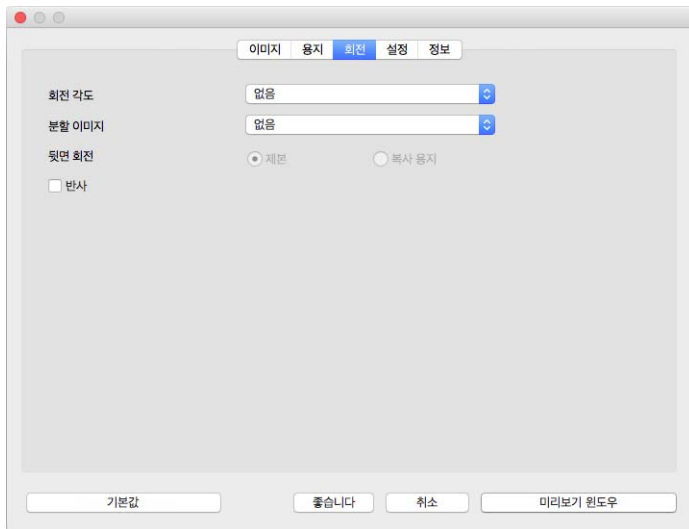 이미지 용지 회전 설정 정보
회전 각도 없음
분할 이미지 없음
뒷면 회전 제본 복사 용지
반사
기본값 좋습니다 취소 미리보기 윈도우